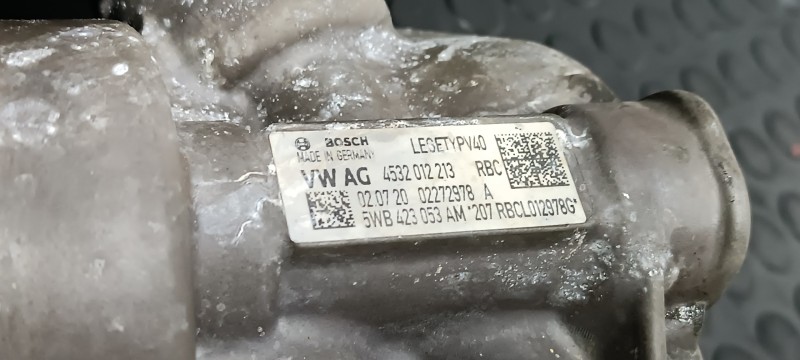 BOSCH LEGETYPV40
MADE IN GERMANY
VW AG 4532 012 213 RBC
02.07.20 02272978 A
5WB 423 053 AM *207 RBCL012978G*